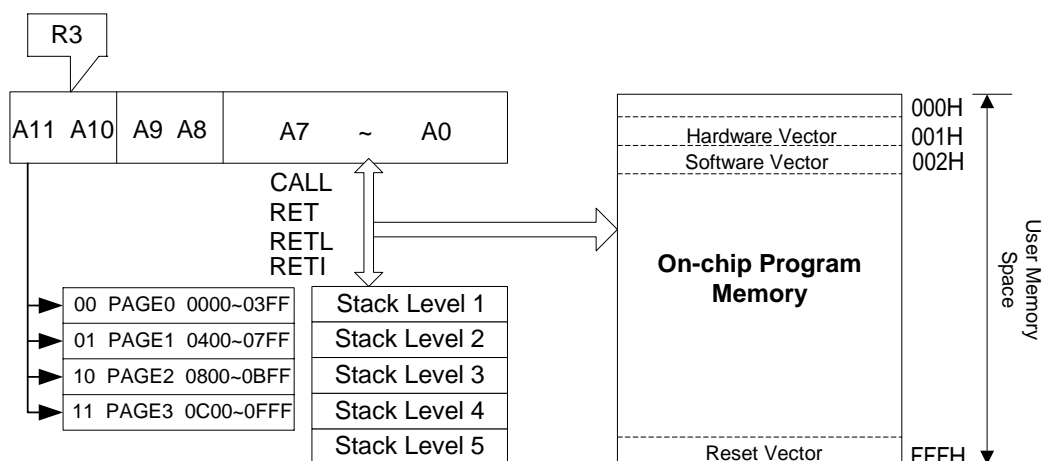 R3
A11 A10 A9 A8 A7 ~ A0
CALL
RET
RETL
RETI
00 PAGE0 0000~03FF
01 PAGE1 0400~07FF
10 PAGE2 0800~0BFF
11 PAGE3 0C00~0FFF
Stack Level 1
Stack Level 2
Stack Level 3
Stack Level 4
Stack Level 5
000H
Hardware Vector 001H
Software Vector 002H
On-chip Program
Memory
Reset Vector FFFH
User Memory
Space